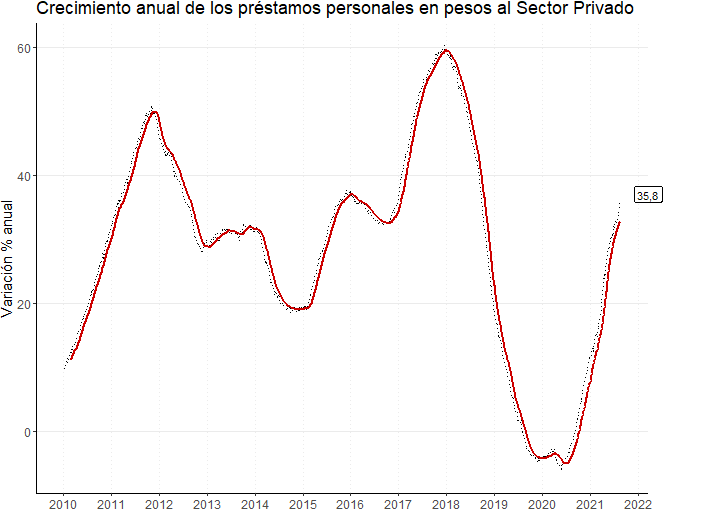 Crecimiento anual de los préstamos personales en pesos al Sector Privado
Variación % anual
60
40
20
0
35,8
2010 2011 2012 2013 2014 2015 2016 2017 2018 2019 2020 2021 2022